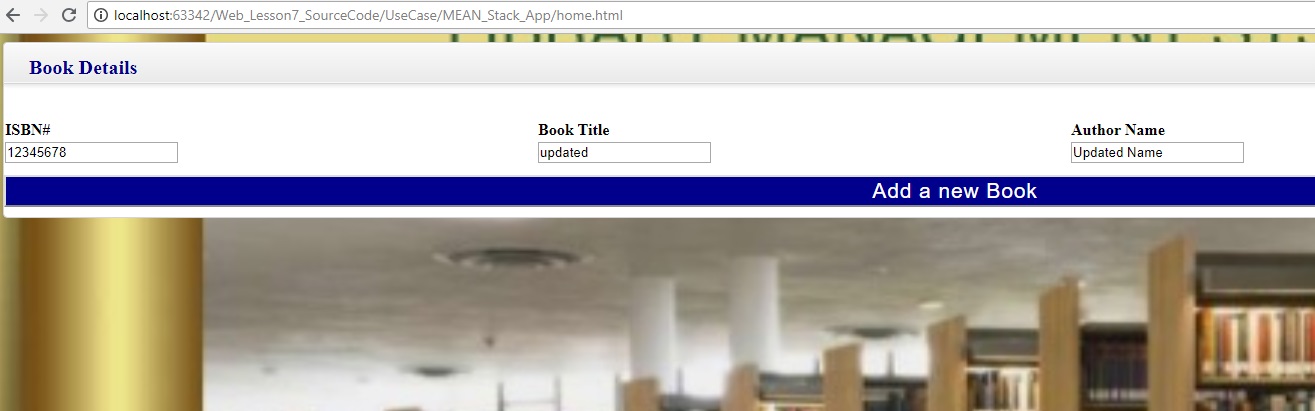 localhost:63342/Web_Lesson7_SourceCode/UseCase/MEAN_Stack_App/home.html
Book Details
ISBN# Book Title Author Name
12345678 updated Updated Name
Add a new Book